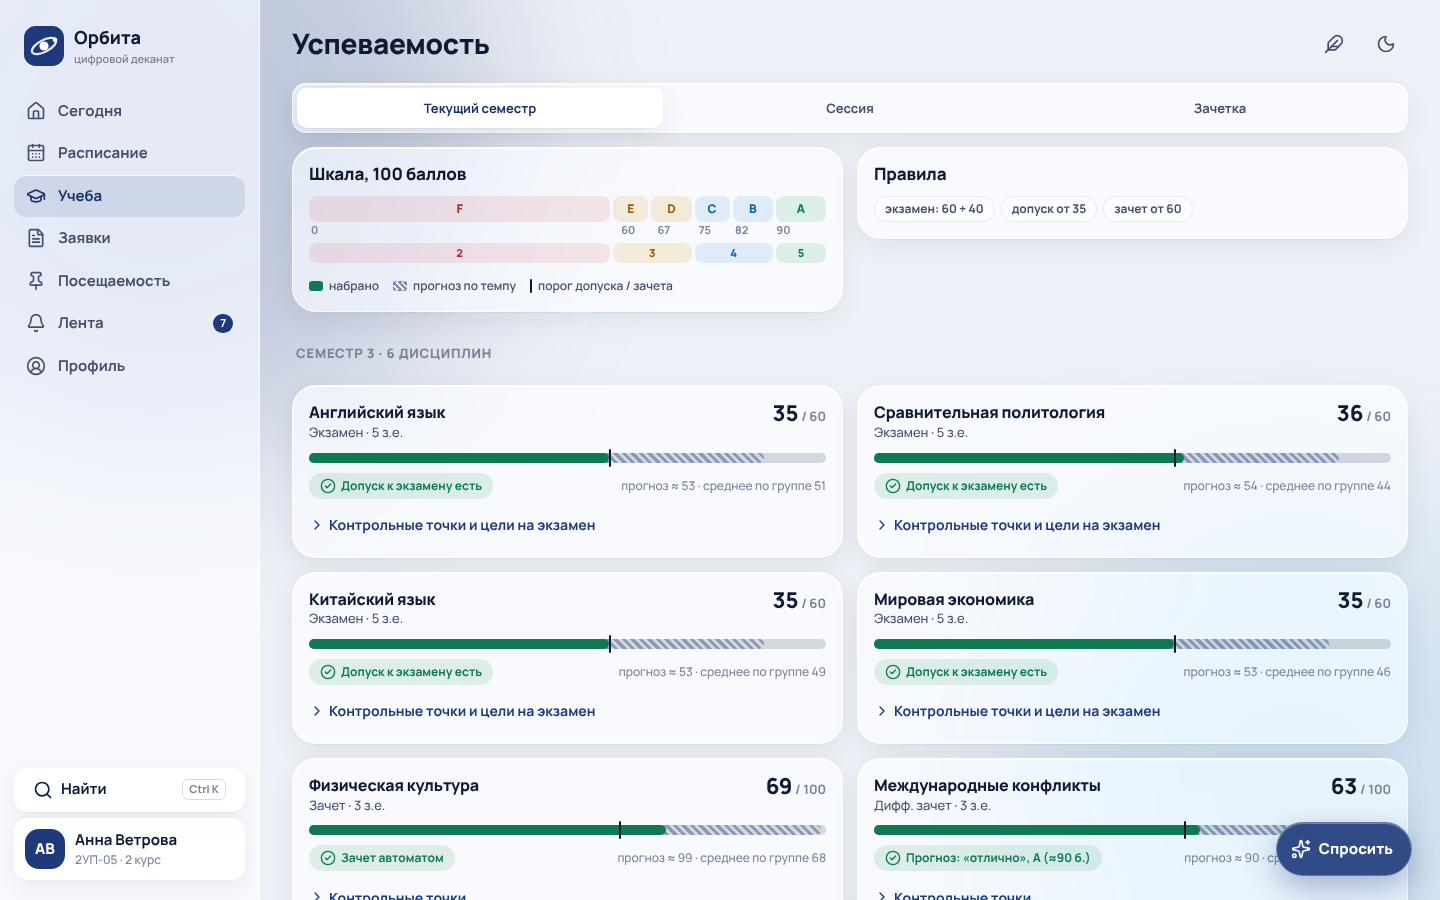 Орбита
цифровой деканат
Сегодня
Расписание
Учеба
Заявки
Посещаемость
Лента
7
Профиль
Найти
Ctrl K
АВ
Анна Ветрова
2УП-05 · 2 курс
Успеваемость
Текущий семестр
Сессия
Зачетка
Шкала, 100 баллов
F E D C B A
0 60 67 75 82 90
2 3 4 5
набрано
прогноз по темпу
порог допуска / зачета
Правила
экзамен: 60 + 40
допуск от 35
зачет от 60
СЕМЕСТР 3 · 6 ДИСЦИПЛИН
Английский язык
35 / 60
Экзамен · 5 з.е.
Допуск к экзамену есть
прогноз ≈ 53 · среднее по группе 51
Контрольные точки и цели на экзамен
Сравнительная политология
36 / 60
Экзамен · 5 з.е.
Допуск к экзамену есть
прогноз ≈ 54 · среднее по группе 44
Контрольные точки и цели на экзамен
Китайский язык
35 / 60
Экзамен · 5 з.е.
Допуск к экзамену есть
прогноз ≈ 53 · среднее по группе 49
Контрольные точки и цели на экзамен
Мировая экономика
35 / 60
Экзамен · 5 з.е.
Допуск к экзамену есть
прогноз ≈ 53 · среднее по группе 46
Контрольные точки и цели на экзамен
Физическая культура
69 / 100
Зачет · 3 з.е.
Зачет автоматом
прогноз ≈ 99 · среднее по группе 68
Контрольные точки
Международные конфликты
63 / 100
Дифф. зачет · 3 з.е.
Прогноз: «отлично», A (≈90 б.)
прогноз ≈ 90 ·
Контрольные точки
Спросить